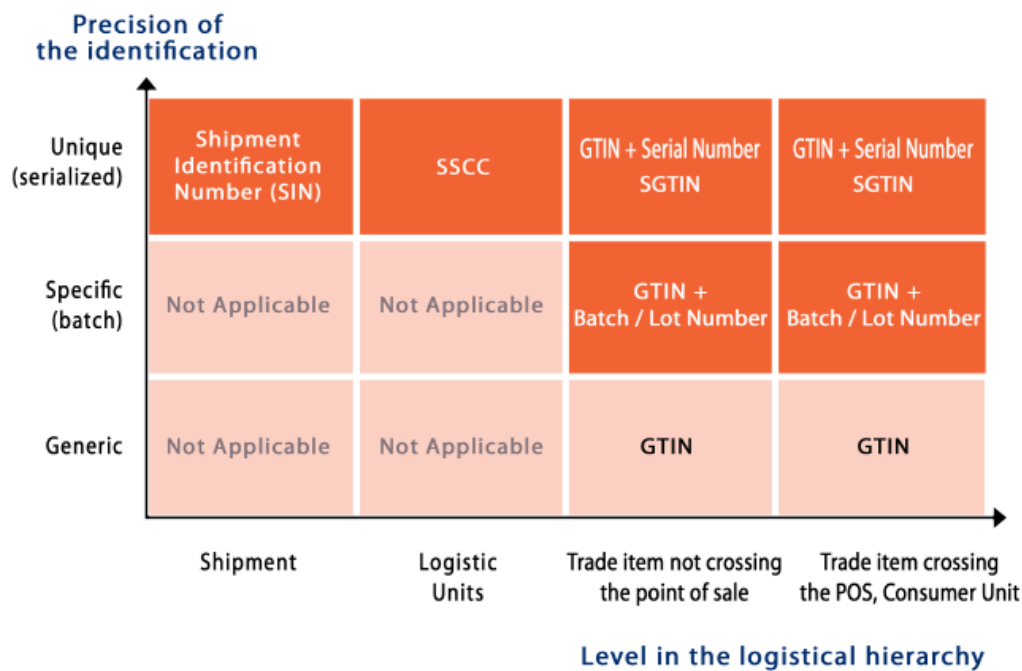 Precision of
the identification
Unique
(serialized)
Shipment
Identification
Number (SIN)
SSCC
GTIN + Serial Number
SGTIN
GTIN + Serial Number
SGTIN
Specific
(batch)
Not Applicable
Not Applicable
GTIN +
Batch / Lot Number
GTIN +
Batch / Lot Number
Generic
Not Applicable
Not Applicable
GTIN
GTIN
Shipment
Logistic
Units
Trade item not crossing
the point of sale
Trade item crossing
the POS, Consumer Unit
Level in the logistical hierarchy